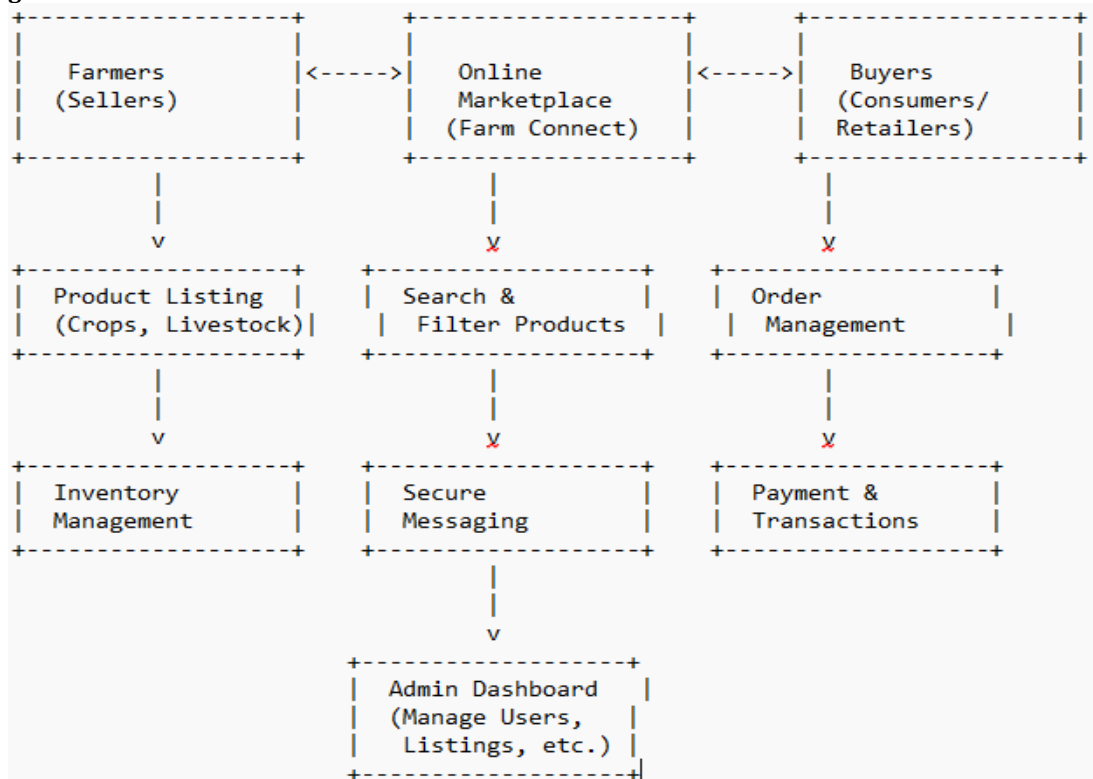 Farmers
(Sellers)
Online
Marketplace
(Farm Connect)
Buyers
(Consumers/
Retailers)
Product Listing
(Crops, Livestock)
Search &
Filter Products
Order
Management
Inventory
Management
Secure
Messaging
Payment &
Transactions
Admin Dashboard
(Manage Users,
Listings, etc.)